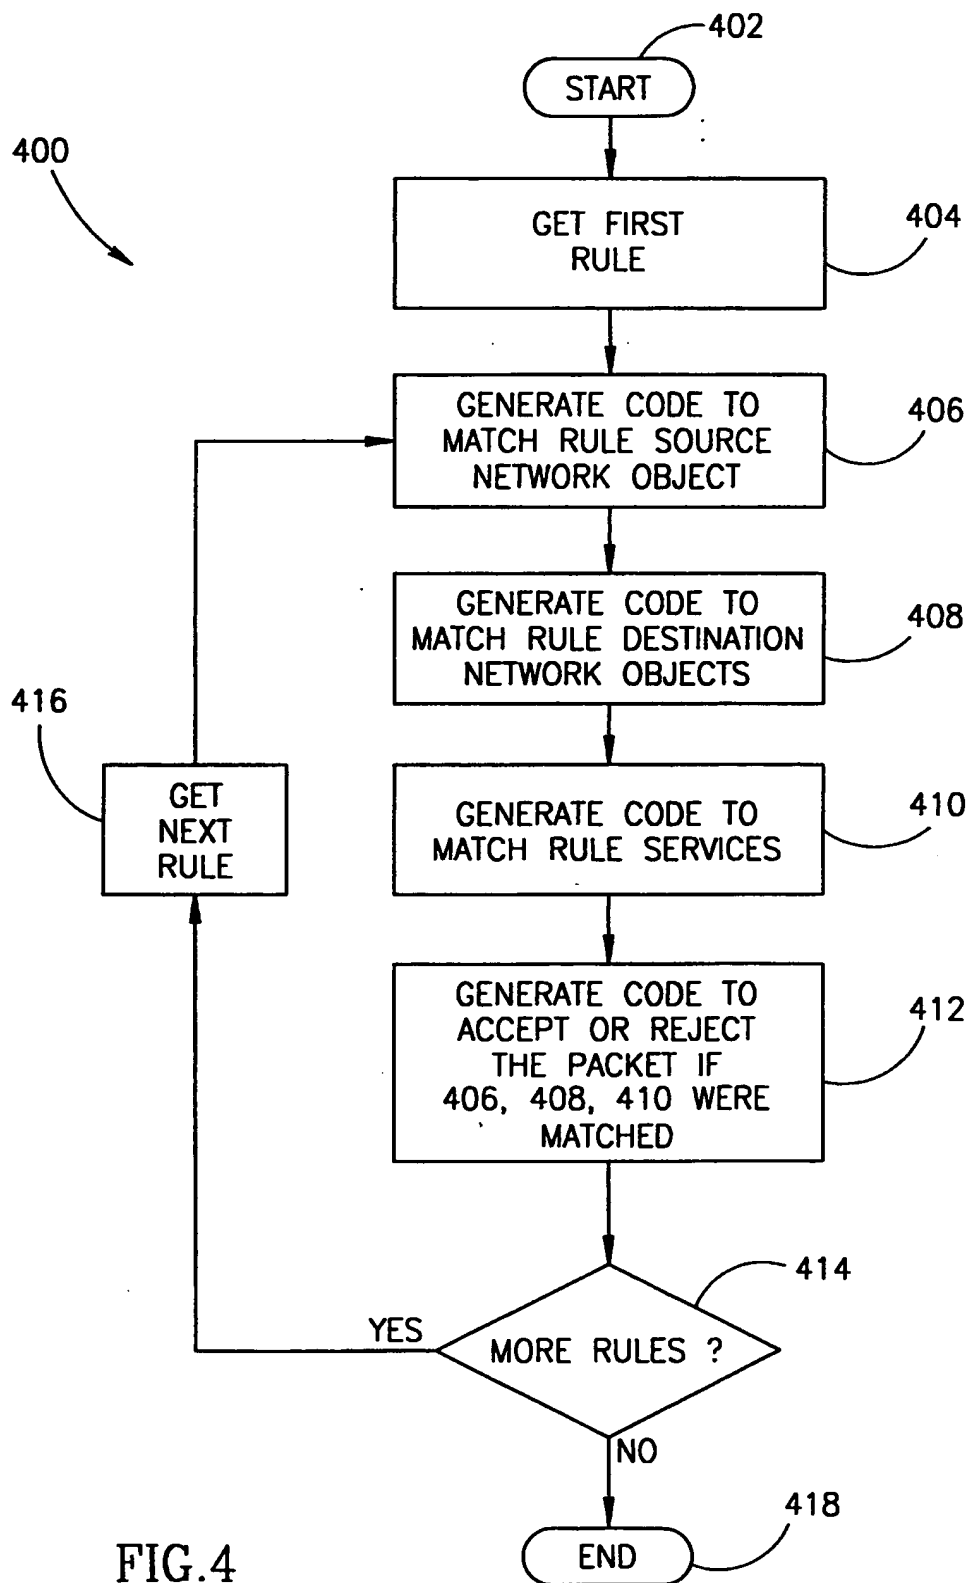 402
START
400
GET FIRST
RULE
404
GENERATE CODE TO
MATCH RULE SOURCE
NETWORK OBJECT
406
GENERATE CODE TO
MATCH RULE DESTINATION
NETWORK OBJECTS
408
416
GET
NEXT
RULE
GENERATE CODE TO
MATCH RULE SERVICES
410
GENERATE CODE TO
ACCEPT OR REJECT
THE PACKET IF
406, 408, 410 WERE
MATCHED
412
414
YES
MORE RULES ?
NO
418
END
FIG.4